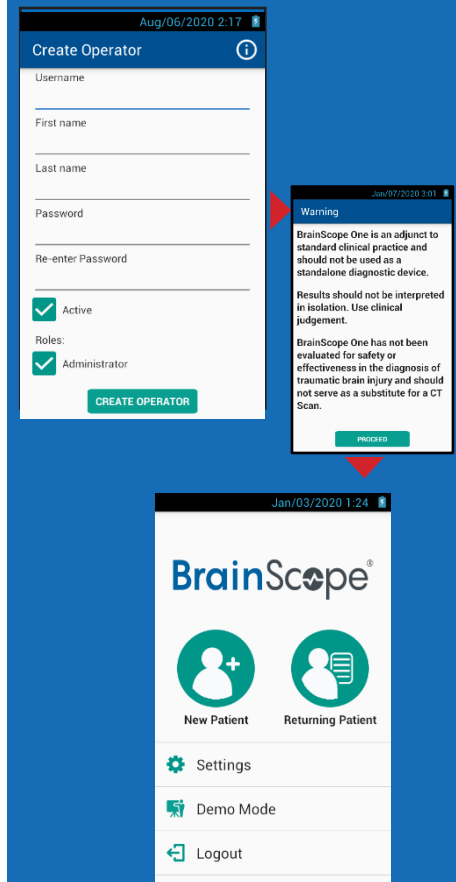 Aug/06/2020 2:17
Create Operator
Username
First name
Last name
Password
Re-enter Password
Active
Roles:
Administrator
CREATE OPERATOR
Jan/07/2020 3:01
Warning
BrainScope One is an adjunct to
standard clinical practice and
should not be used as a
standalone diagnostic device.
Results should not be interpreted
in isolation. Use clinical
judgement.
BrainScope One has not been
evaluated for safety or
effectiveness in the diagnosis of
traumatic brain injury and should
not serve as a substitute for a CT
Scan.
PROCEED
Jan/03/2020 1:24
BrainScope®
New Patient
Returning Patient
Settings
Demo Mode
Logout